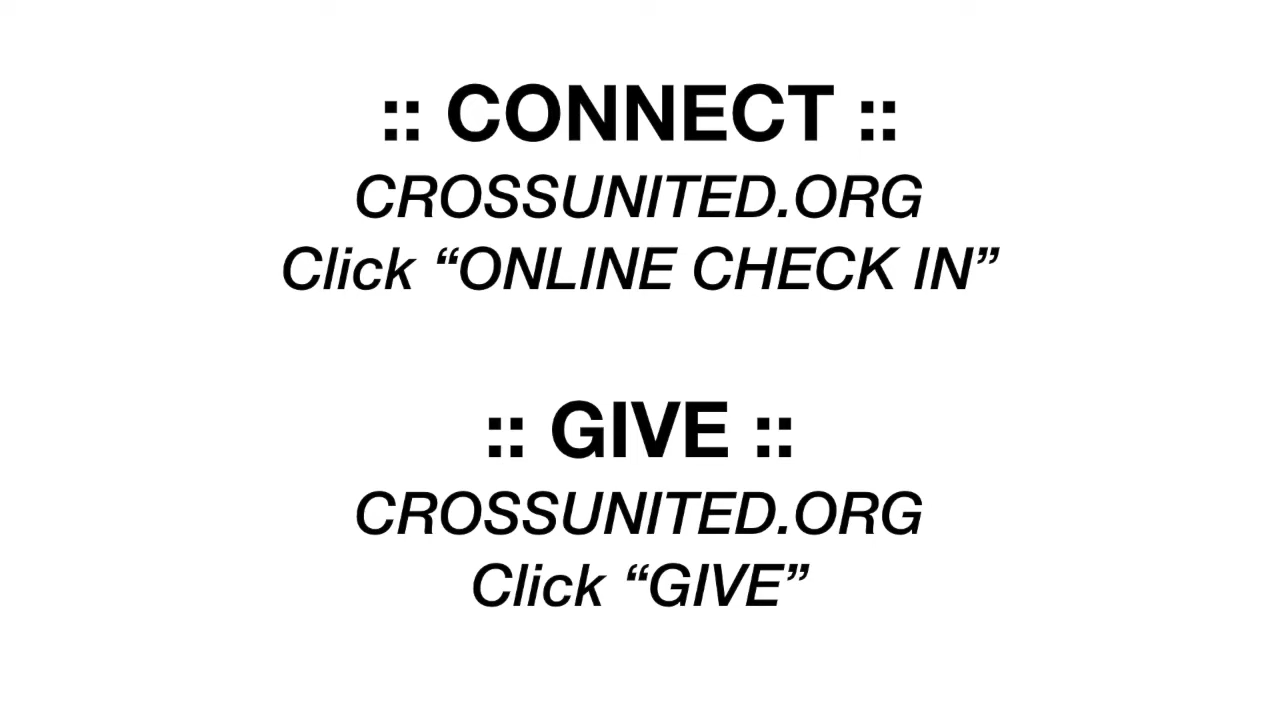 :: CONNECT ::
CROSSUNITED.ORG
Click “ONLINE CHECK IN”
:: GIVE ::
CROSSUNITED.ORG
Click “GIVE”